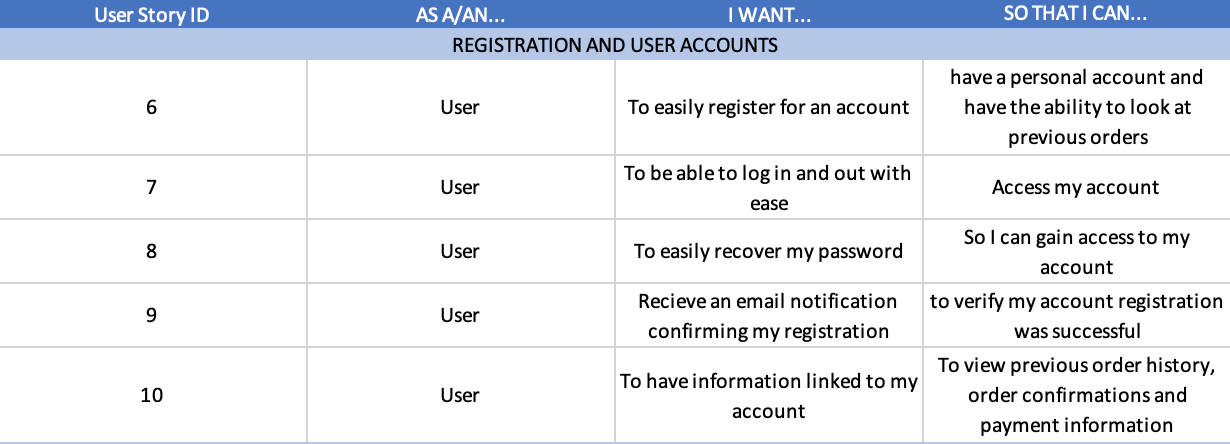 User Story ID AS A/AN... I WANT... SO THAT I CAN...
REGISTRATION AND USER ACCOUNTS
6 User To easily register for an account have a personal account and
have the ability to look at
previous orders
7 User To be able to log in and out with
ease Access my account
8 User To easily recover my password So I can gain access to my
account
9 User Recieve an email notification
confirming my registration to verify my account registration
was successful
10 User To have information linked to my
account To view previous order history,
order confirmations and
payment information